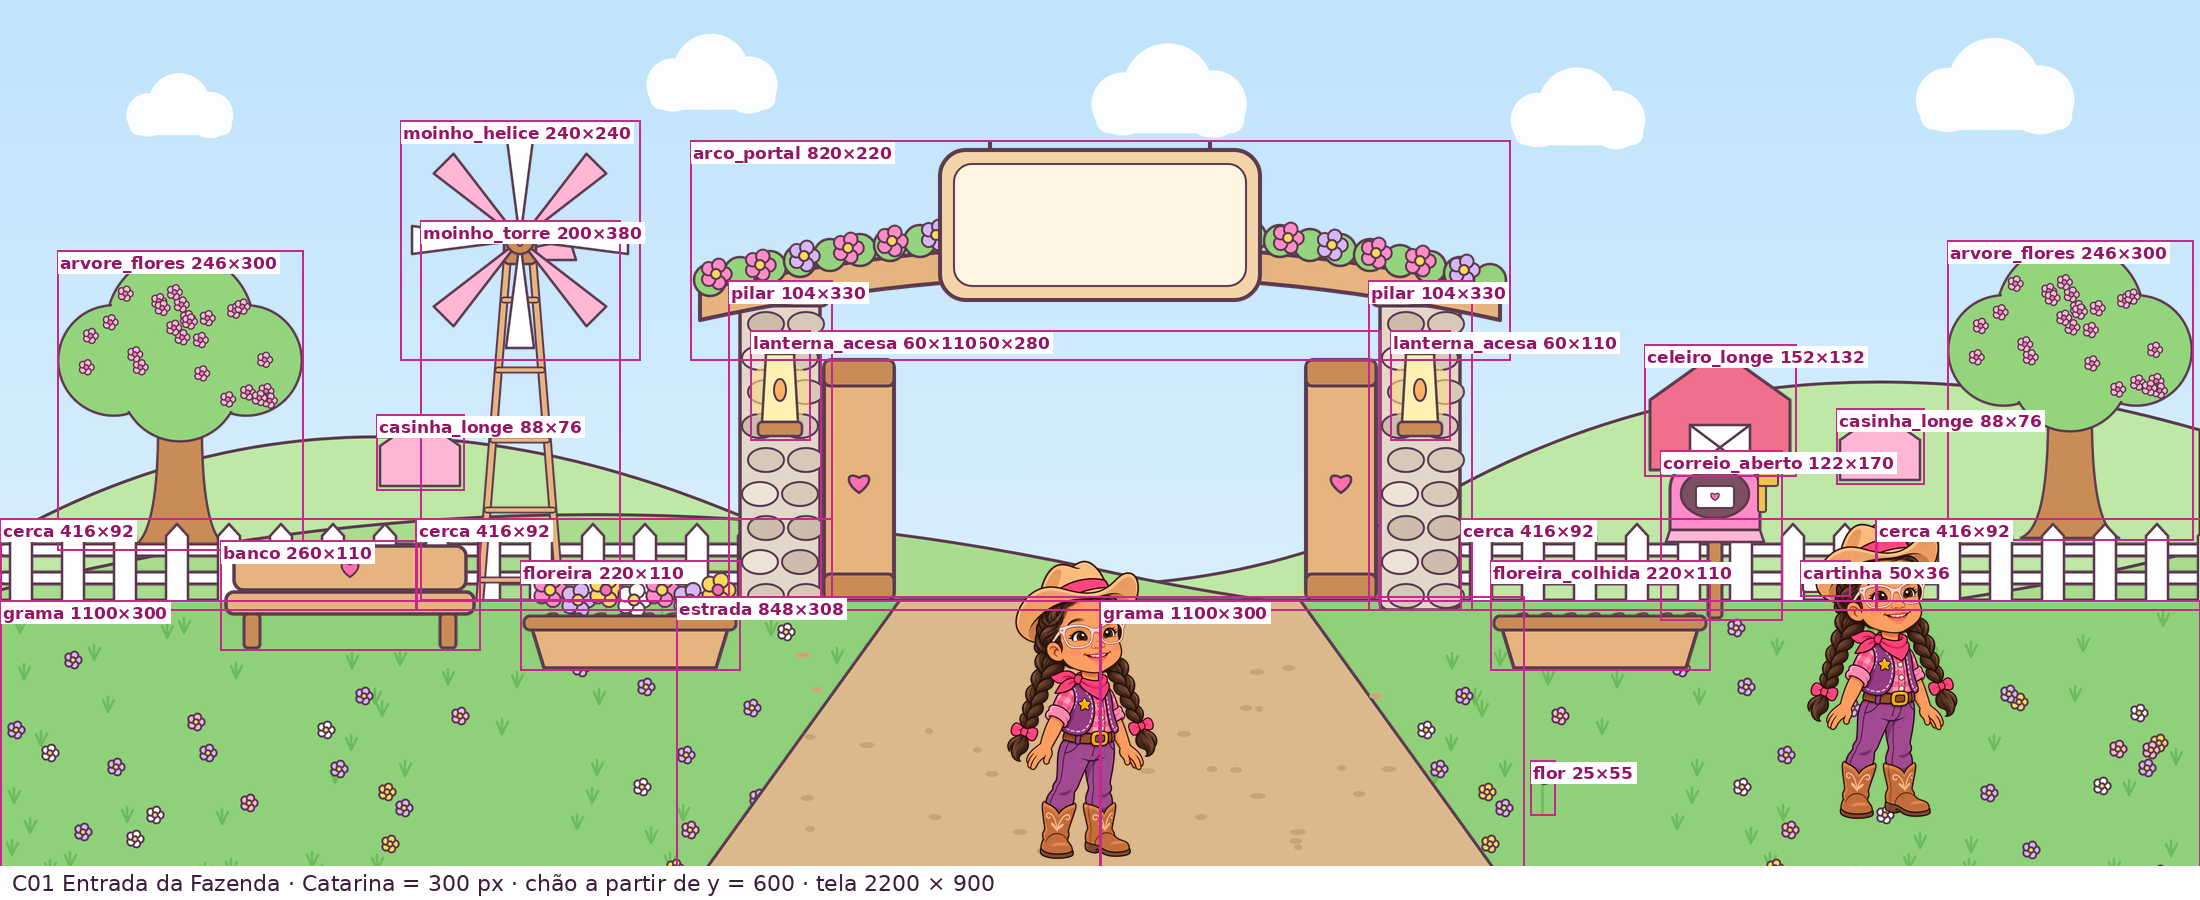 moinho_helice 240×240
arco_portal 820×220
moinho_torre 200×380
arvore_flores 246×300
arvore_flores 246×300
pilar 104×330
pilar 104×330
lanterna_acesa 60×110
60×280
lanterna_acesa 60×110
celeiro_longe 152×132
casinha_longe 88×76
casinha_longe 88×76
correio_aberto 122×170
cerca 416×92
cerca 416×92
cerca 416×92
cerca 416×92
banco 260×110
floreira 220×110
floreira_colhida 220×110
cartinha 50×36
grama 1100×300
estrada 848×308
grama 1100×300
flor 25×55
C01 Entrada da Fazenda · Catarina = 300 px · chão a partir de y = 600 · tela 2200 × 900